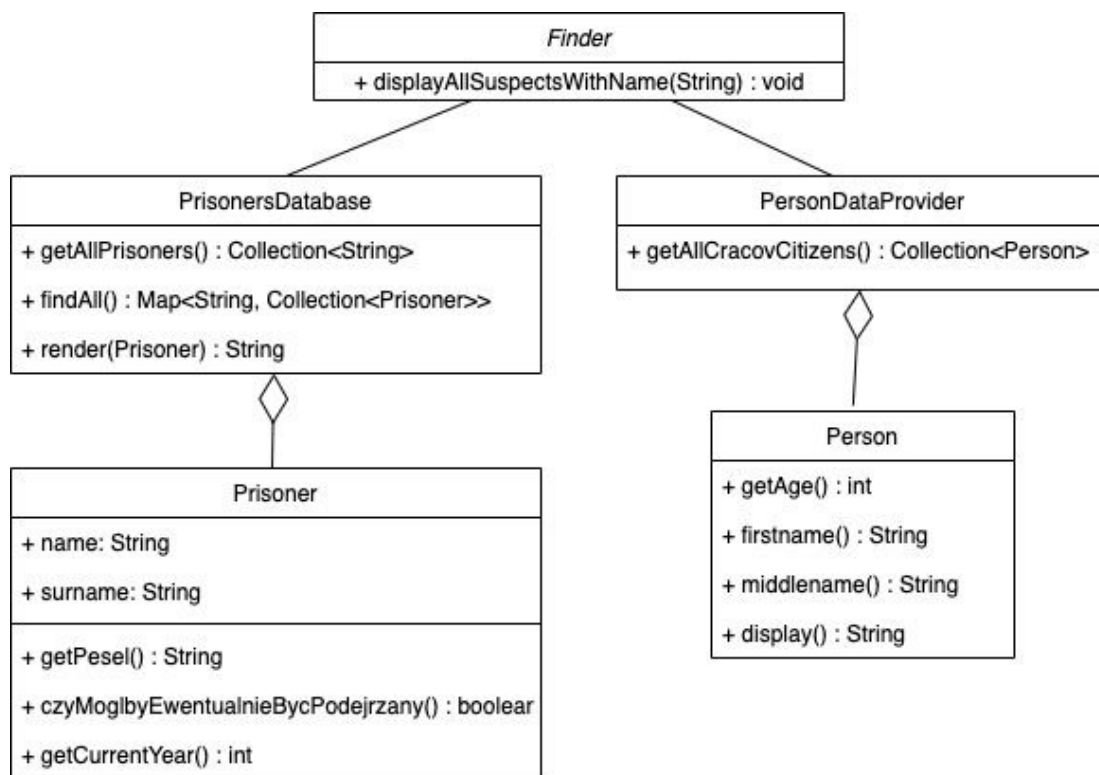 Finder
+ displayAllSuspectsWithName(String) : void
PrisonersDatabase
+ getAllPrisoners() : Collection<String>
+ findAll() : Map<String, Collection<Prisoner>>
+ render(Prisoner) : String
PersonDataProvider
+ getAllCracovCitizens() : Collection<Person>
Prisoner
+ name: String
+ surname: String
+ getPesel() : String
+ czyMoglbyEwentualnieBycPodejrzany() : boolear
+ getCurrentYear() : int
Person
+ getAge() : int
+ firstname() : String
+ middlename() : String
+ display() : String